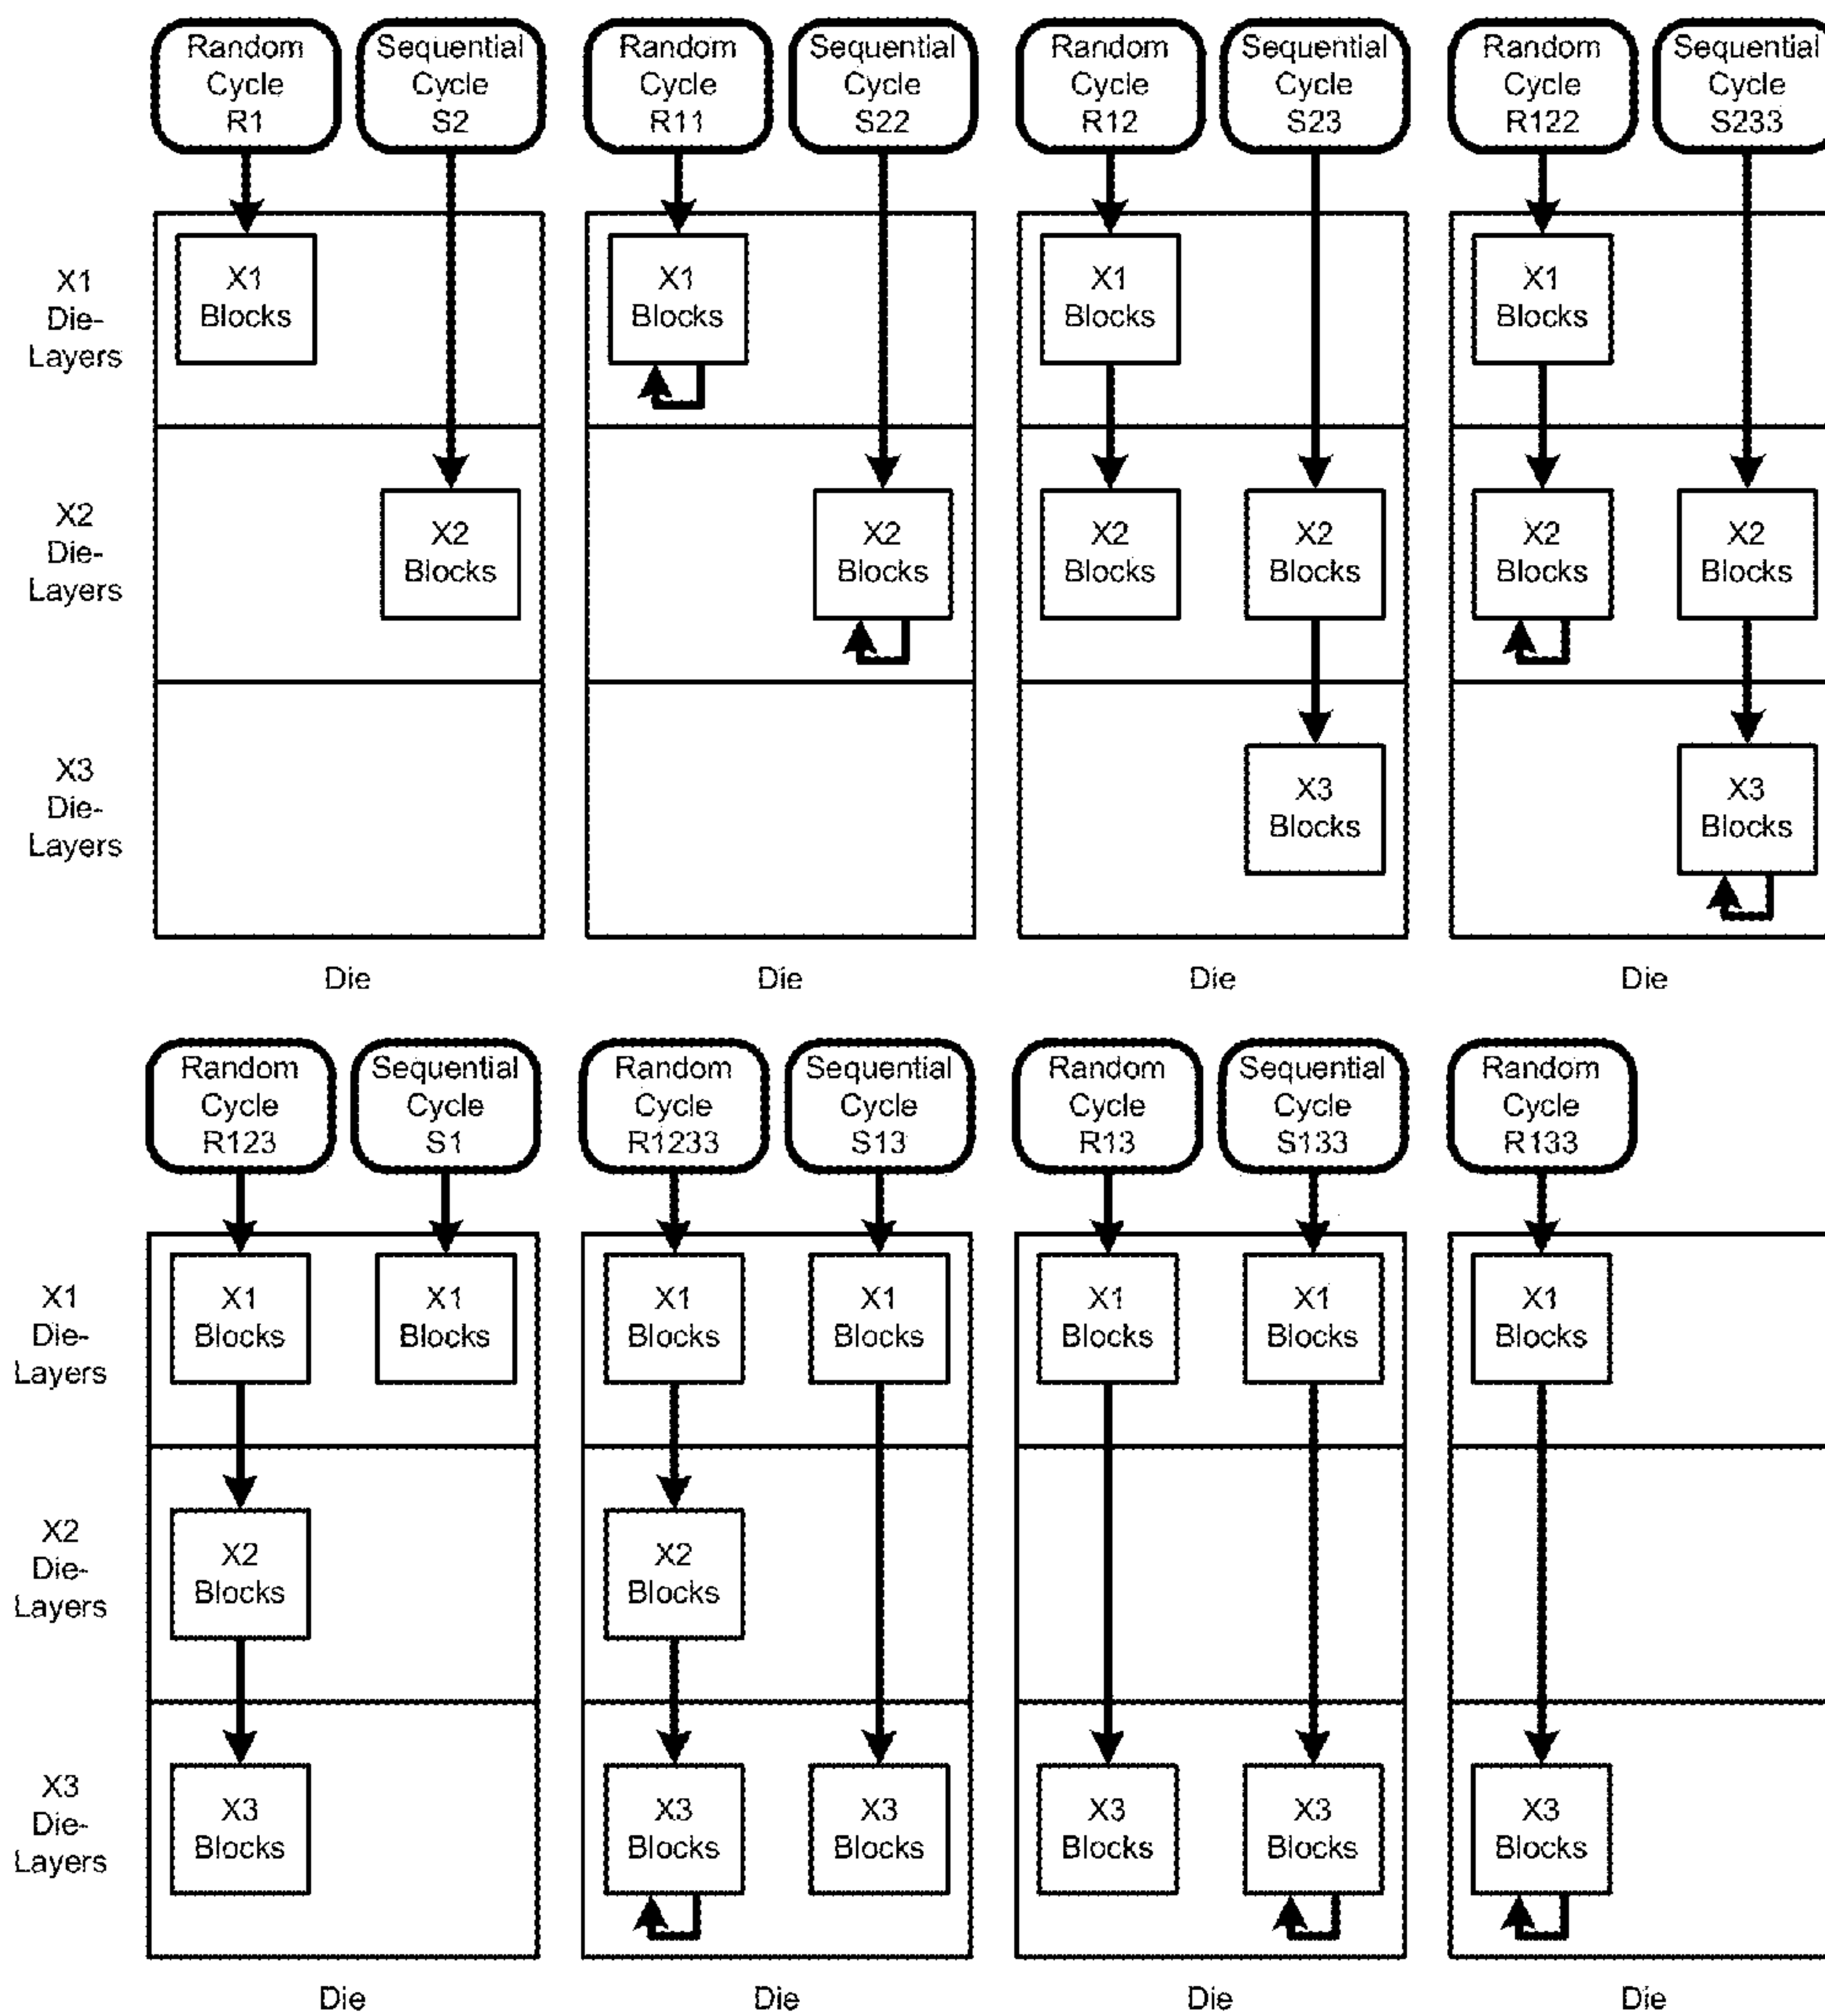 Random
Cycle
R1
Sequential
Cycle
S2
Random
Cycle
R11
Sequential
Cycle
S22
Random
Cycle
R12
Sequential
Cycle
S23
Random
Cycle
R122
Sequential
Cycle
S233
X1
Die-
Layers
X1
Blocks
X1
Blocks
X1
Blocks
X1
Blocks
X2
Die-
Layers
X2
Blocks
X2
Blocks
X2
Blocks
X2
Blocks
X2
Blocks
X2
Blocks
X3
Die-
Layers
X3
Blocks
X3
Blocks
Die
Die
Die
Die
Random
Cycle
R123
Sequential
Cycle
S1
Random
Cycle
R1233
Sequential
Cycle
S13
Random
Cycle
R13
Sequential
Cycle
S133
Random
Cycle
R133
X1
Die-
Layers
X1
Blocks
X1
Blocks
X1
Blocks
X1
Blocks
X1
Blocks
X1
Blocks
X1
Blocks
X2
Die-
Layers
X2
Blocks
X2
Blocks
X3
Die-
Layers
X3
Blocks
X3
Blocks
X3
Blocks
X3
Blocks
X3
Blocks
X3
Blocks
Die
Die
Die
Die